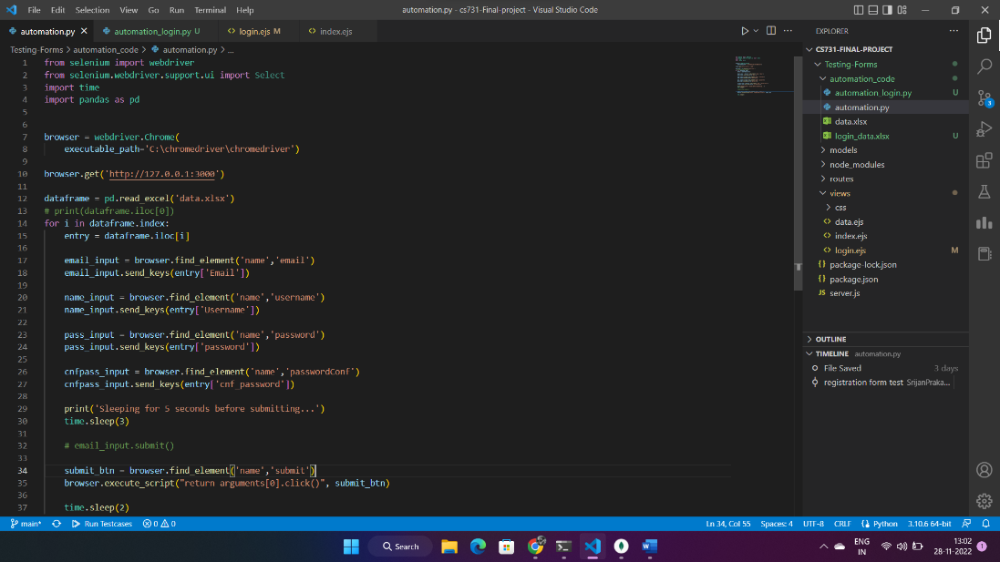 File Edit Selection View Go Run Terminal Help
automation.py - cs731-Final-project - Visual Studio Code
automation.py
automation_login.py U
login.ejs M
index.ejs
Testing-Forms > automation_code > automation.py > ...
1 from selenium import webdriver
2 from selenium.webdriver.support.ui import Select
3 import time
4 import pandas as pd
5
6
7 browser = webdriver.Chrome(
8 executable_path='C:\chromedriver\chromedriver')
9
10 browser.get('http://127.0.0.1:3000')
11
12 dataframe = pd.read_excel('data.xlsx')
13 # print(dataframe.iloc[0])
14 for i in dataframe.index:
15 entry = dataframe.iloc[i]
16
17 email_input = browser.find_element('name','email')
18 email_input.send_keys(entry['Email'])
19
20 name_input = browser.find_element('name','username')
21 name_input.send_keys(entry['Username'])
22
23 pass_input = browser.find_element('name','password')
24 pass_input.send_keys(entry['password'])
25
26 cnfpass_input = browser.find_element('name','passwordConf')
27 cnfpass_input.send_keys(entry['cnf_password'])
28
29 print('Sleeping for 5 seconds before submitting...')
30 time.sleep(3)
31
32 # email_input.submit()
33
34 submit_btn = browser.find_element('name','submit')
35 browser.execute_script("return arguments[0].click()", submit_btn)
36
37 time.sleep(2)
EXPLORER
CS731-FINAL-PROJECT
Testing-Forms
automation_code
automation_login.py U
automation.py
data.xlsx
login_data.xlsx U
models
node_modules
routes
views
css
data.ejs
index.ejs
login.ejs M
package-lock.json
package.json
server.js
OUTLINE
TIMELINE automation.py
File Saved 3 days
registration form test SrijanPraka...
3
main* Run Testcases 0 0
Ln 34, Col 55 Spaces: 4 UTF-8 CRLF Python 3.10.6 64-bit
Search
ENG
IN
13:02
28-11-2022
1